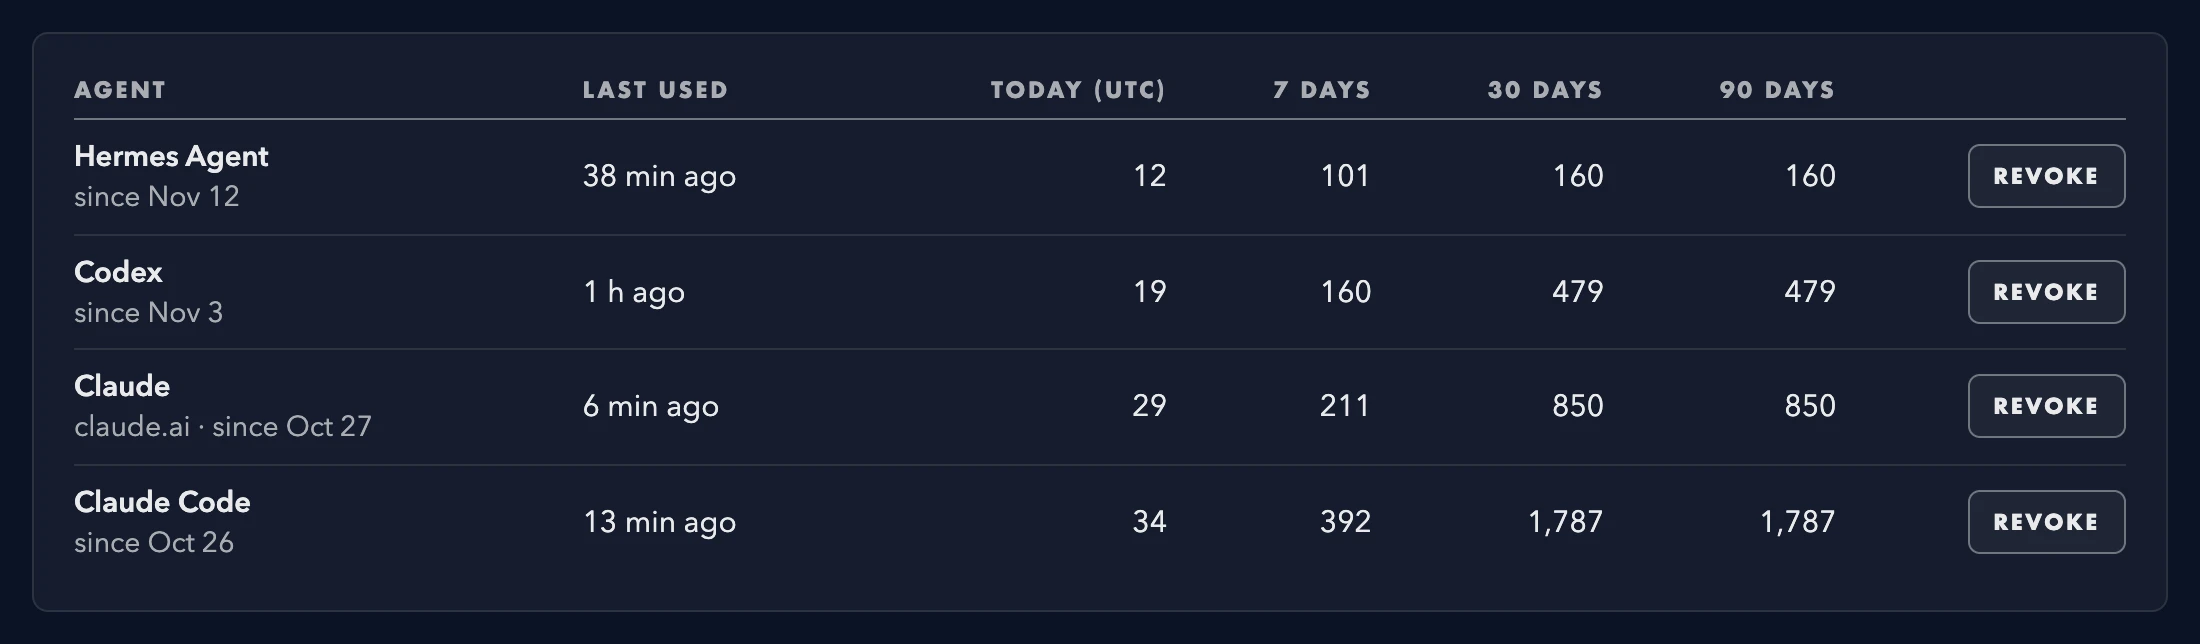 AGENT LAST USED TODAY (UTC) 7 DAYS 30 DAYS 90 DAYS
Hermes Agent
since Nov 12
38 min ago 12 101 160 160 REVOKE
Codex
since Nov 3
1 h ago 19 160 479 479 REVOKE
Claude
claude.ai · since Oct 27
6 min ago 29 211 850 850 REVOKE
Claude Code
since Oct 26
13 min ago 34 392 1,787 1,787 REVOKE